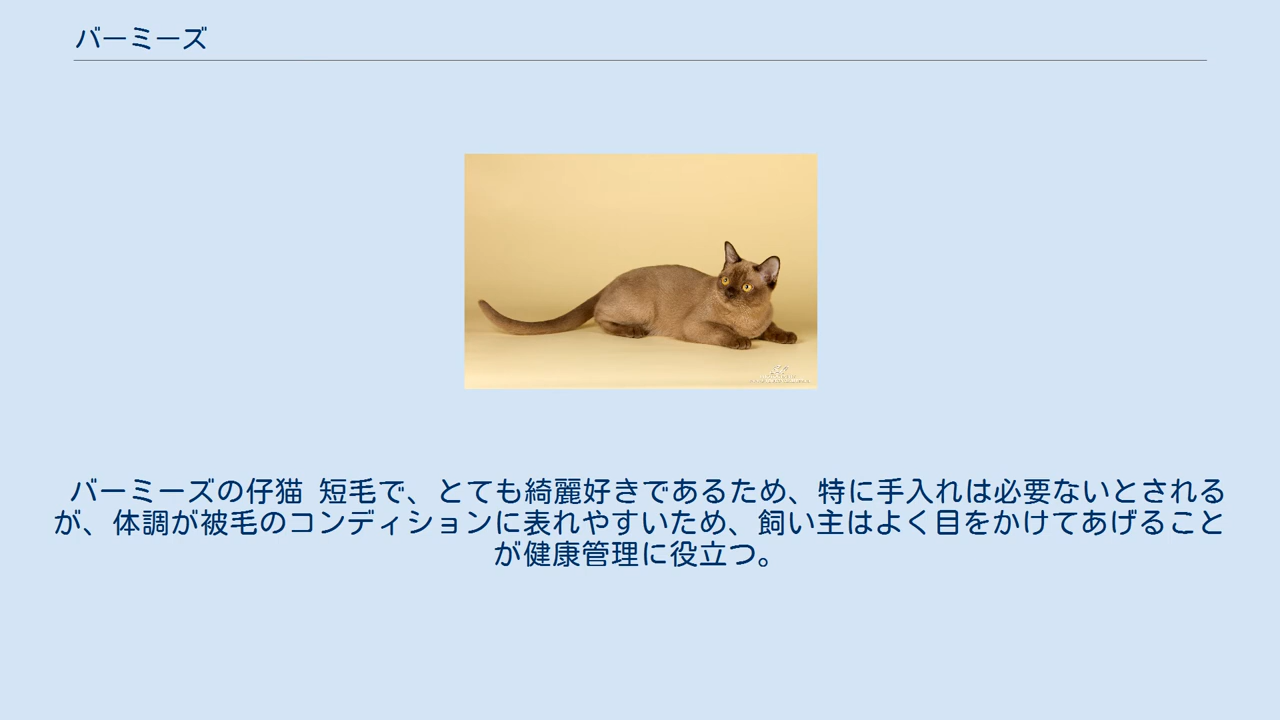 バーミーズ
バーミーズの仔猫 短毛で、とても綺麗好きであるため、特に手入れは必要ないとされる
が、体調が被毛のコンディションに表れやすいため、飼い主はよく目をかけてあげること
が健康管理に役立つ。